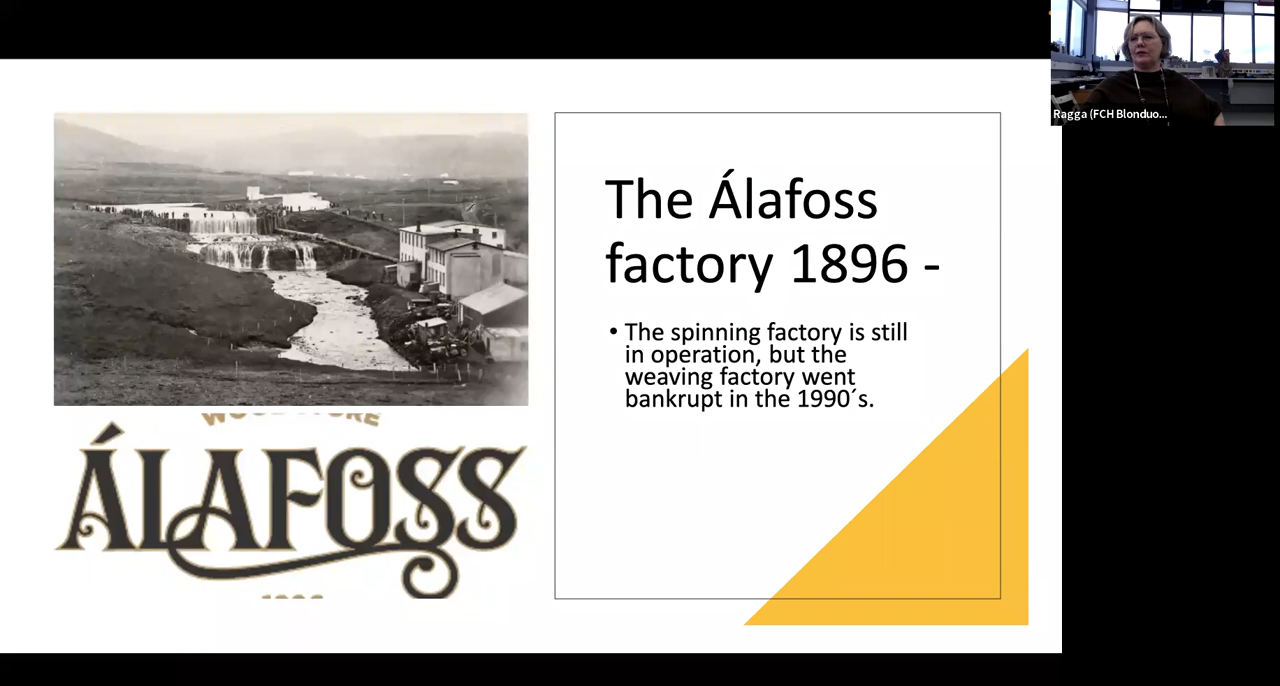 The Álafoss
factory 1896 -
• The spinning factory is still
in operation, but the
weaving factory went
bankrupt in the 1990´s.
ÁLAFOSS
Ragga (FCH Blonduo...